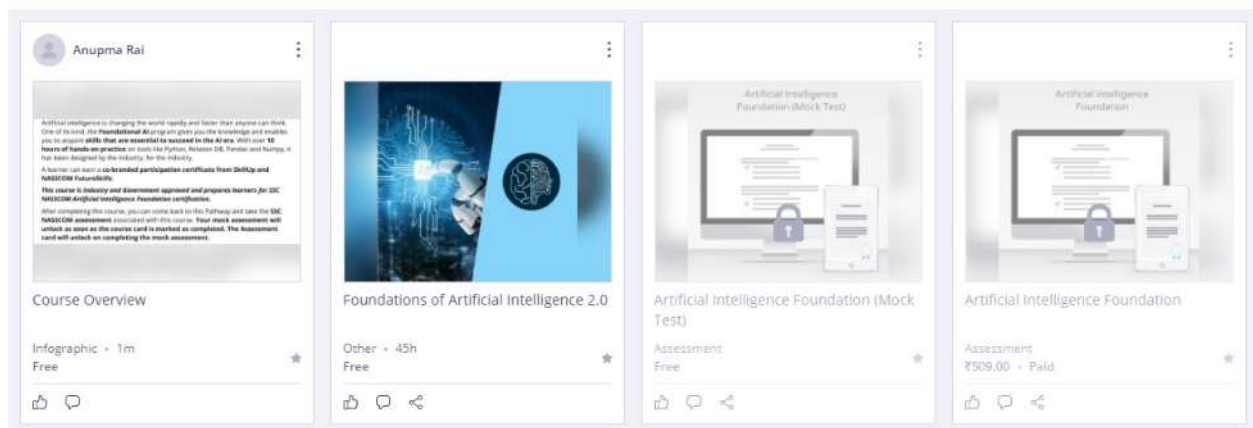 Anupma Rai
Artificial intelligence is changing the world rapidly and faster than anyone can think.
One of its kind, the Foundational AI program gives you the knowledge and enables
you to acquire skills that are essential to succeed in the AI-era. With over 10
hours of hands-on practice on tools like Python, Relation DB, Pandas and Numpy, it
has been designed by the industry, for the industry.
A learner can earn a co-branded participation certificate from SkillUp and
NASSCOM FutureSkills.
This course is Industry and Government approved and prepares learners for SSC
NASSCOM Artificial Intelligence Foundation certification.
After completing this course, you can come back to this Pathway and take the SSC
NASSCOM assessment associated with this course. Your mock assessment will
unlock as soon as the course card is marked as completed. The Assessment
card will unlock on completing the mock assessment.
Course Overview
Infographic • 1m
Free
Foundations of Artificial Intelligence 2.0
Other • 45h
Free
Artificial Intelligence
Foundation (Mock Test)
Artificial Intelligence Foundation (Mock
Test)
Assessment
Free
Artificial Intelligence
Foundation
Artificial Intelligence Foundation
Assessment
₹509.00 • Paid